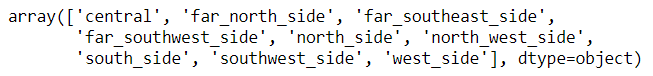 array(['central', 'far_north_side', 'far_southeast_side',
'far_southwest_side', 'north_side', 'north_west_side',
'south_side', 'southwest_side', 'west_side'], dtype=object)